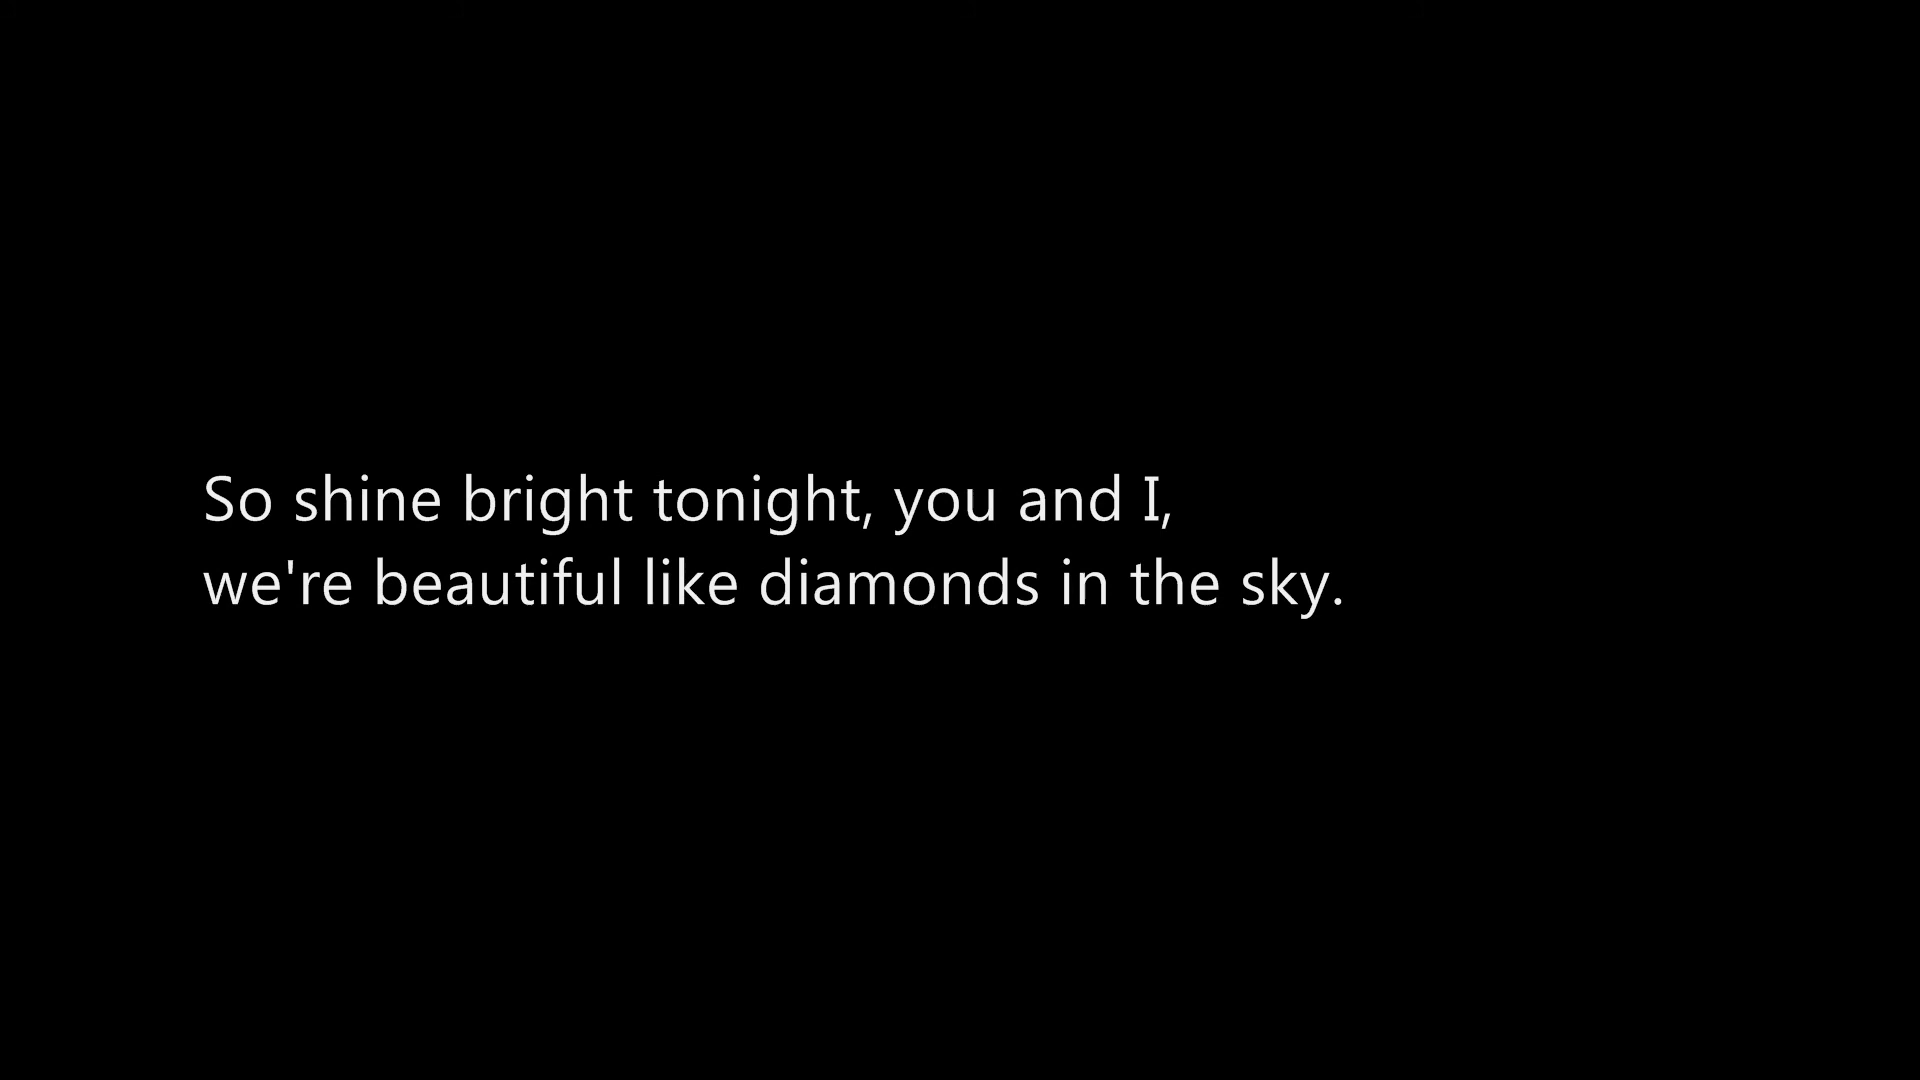 So shine bright tonight, you and I,
we're beautiful like diamonds in the sky.